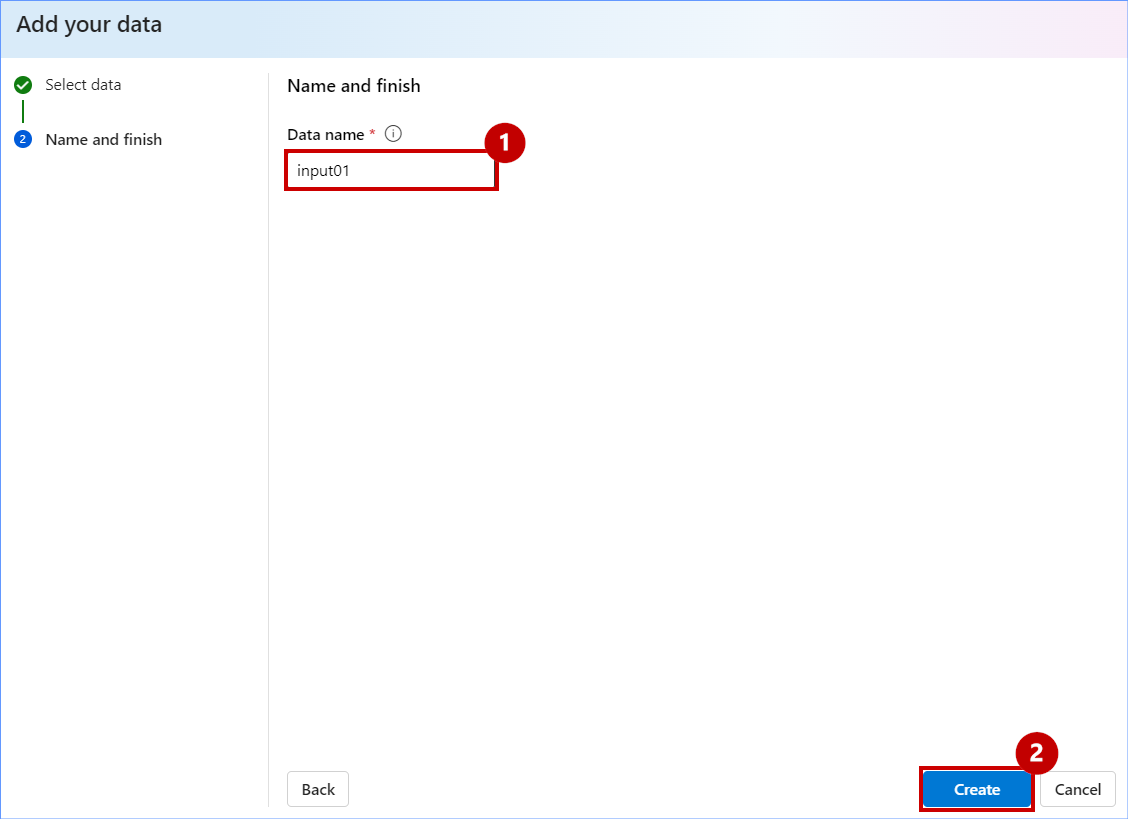 Add your data
Select data
2 Name and finish
Name and finish
Data name * i
1
input01
2
Back
Create
Cancel